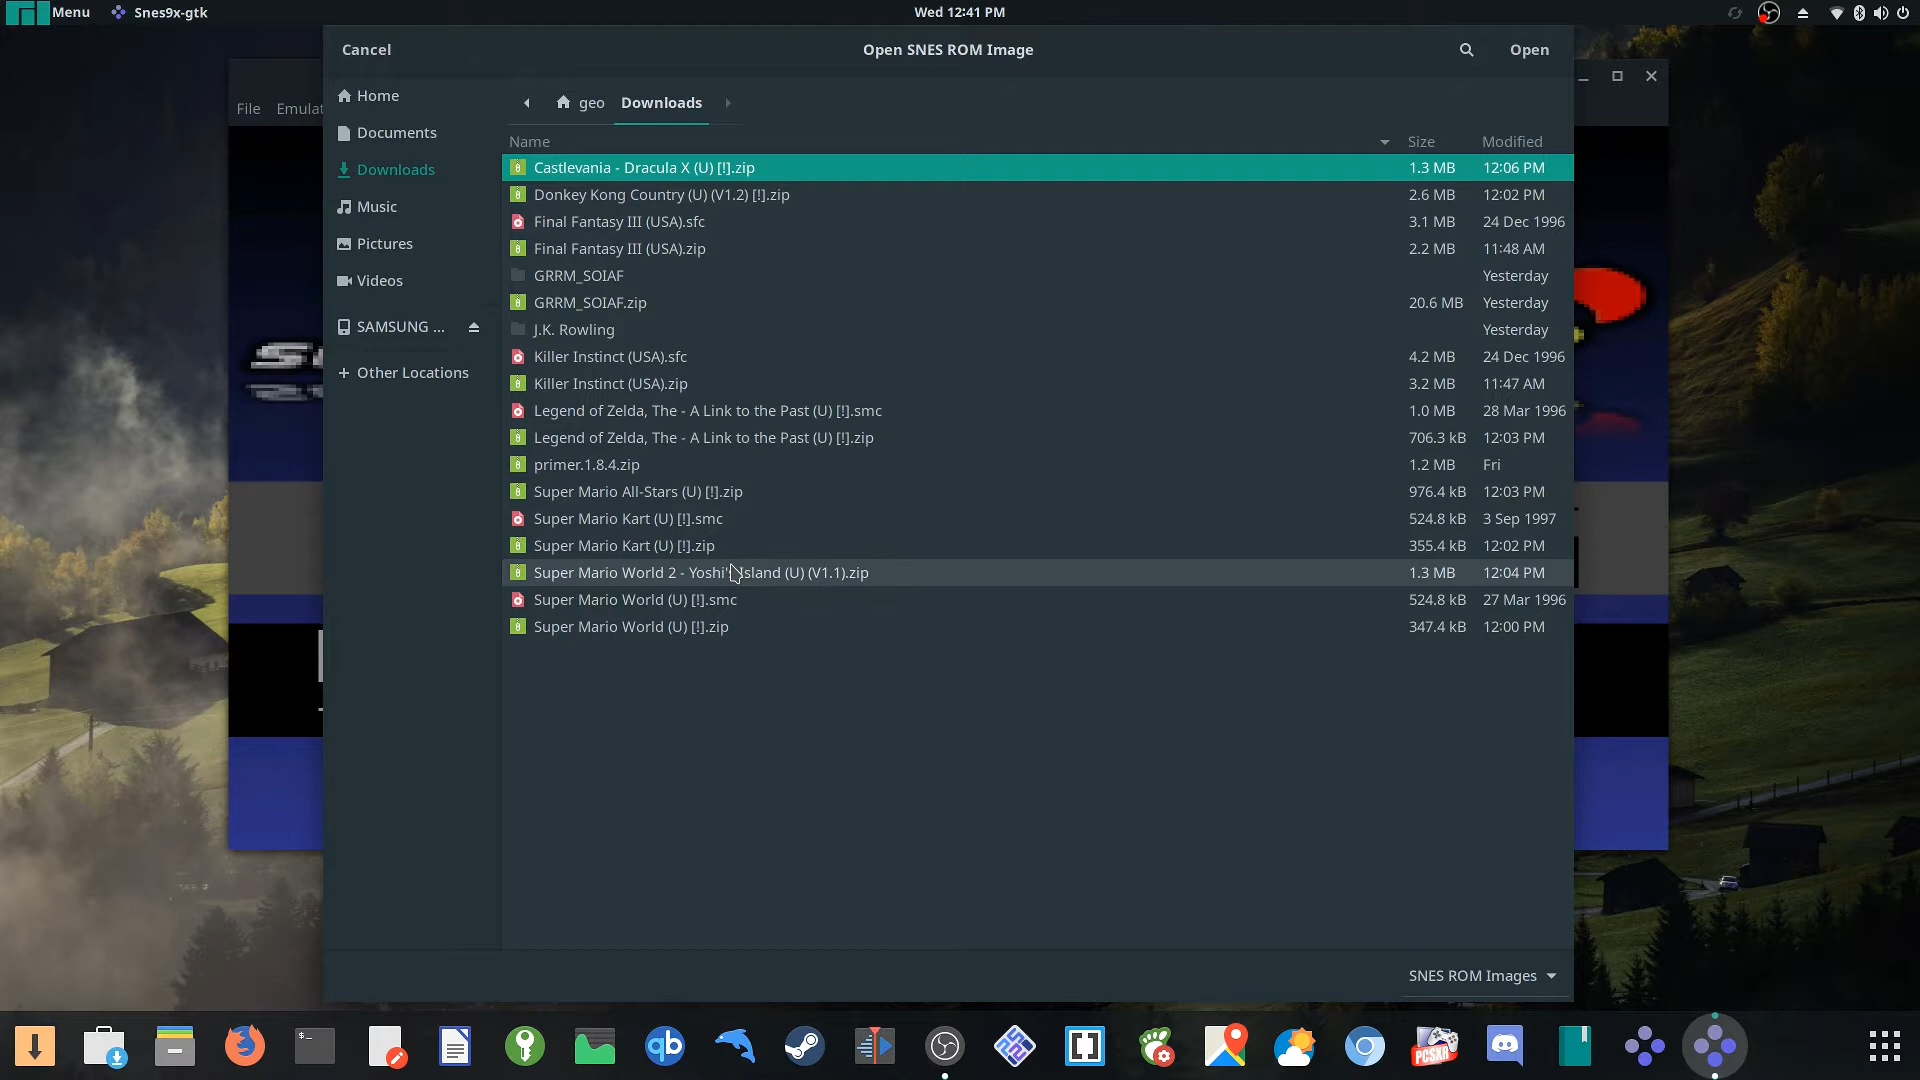 Menu Snes9x-gtk Wed 12:41 PM
Cancel Open SNES ROM Image Open
File Emulat
Home
Documents
Downloads
Music
Pictures
Videos
SAMSUNG ...
+ Other Locations
geo Downloads
Name Size Modified
Castlevania - Dracula X (U) [!].zip 1.3 MB 12:06 PM
Donkey Kong Country (U) (V1.2) [!].zip 2.6 MB 12:02 PM
Final Fantasy III (USA).sfc 3.1 MB 24 Dec 1996
Final Fantasy III (USA).zip 2.2 MB 11:48 AM
GRRM_SOIAF Yesterday
GRRM_SOIAF.zip 20.6 MB Yesterday
J.K. Rowling Yesterday
Killer Instinct (USA).sfc 4.2 MB 24 Dec 1996
Killer Instinct (USA).zip 3.2 MB 11:47 AM
Legend of Zelda, The - A Link to the Past (U) [!].smc 1.0 MB 28 Mar 1996
Legend of Zelda, The - A Link to the Past (U) [!].zip 706.3 kB 12:03 PM
primer.1.8.4.zip 1.2 MB Fri
Super Mario All-Stars (U) [!].zip 976.4 kB 12:03 PM
Super Mario Kart (U) [!].smc 524.8 kB 3 Sep 1997
Super Mario Kart (U) [!].zip 355.4 kB 12:02 PM
Super Mario World 2 - Yoshi's Island (U) (V1.1).zip 1.3 MB 12:04 PM
Super Mario World (U) [!].smc 524.8 kB 27 Mar 1996
Super Mario World (U) [!].zip 347.4 kB 12:00 PM
SNES ROM Images
qb
PCSXR